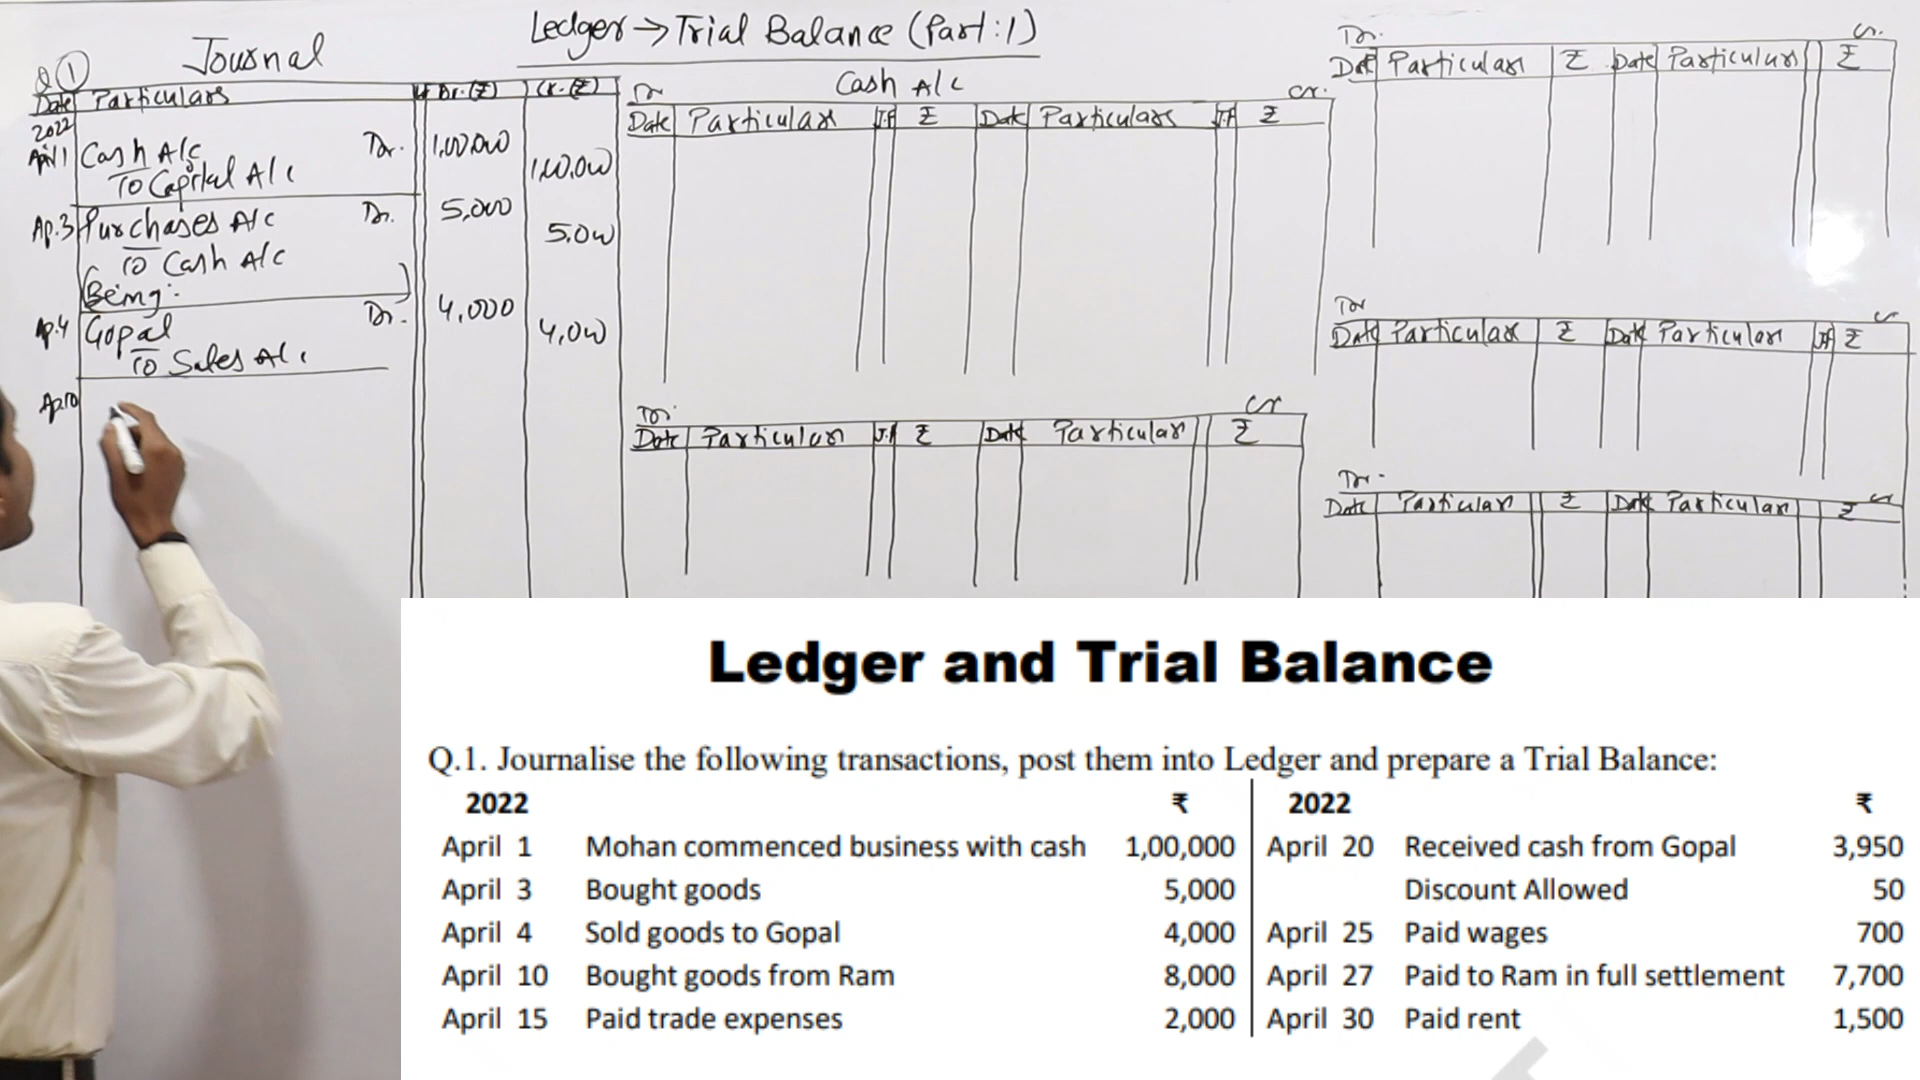 Ledger→Trial Balance (Part:1)
Q 1 Journal
Date Particulars Dr.(₹) Cr.(₹)
2022
April 1 Cash A/c Dr. 1,00,000
To Capital A/c 1,00,000
Ap.3 Purchases A/c Dr. 5,000
To Cash A/c 5,000
(Being: )
Ap.4 Gopal Dr. 4,000
To Sales A/c 4,000
Ap.10
Cash A/c
Dr Cr.
Date Particulars J.F ₹ Date Particulars J.F ₹
Dr. Cr
Date Particulars J.F ₹ Date Particulars ₹
Dr. Cr.
Date Particulars ₹ Date Particulars ₹
Dr Cr
Date Particulars ₹ Date Particulars J.F ₹
Dr. Cr
Date Particulars ₹ Date Particulars ₹
Ledger and Trial Balance
Q.1. Journalise the following transactions, post them into Ledger and prepare a Trial Balance:
2022 ₹ 2022 ₹
April 1 Mohan commenced business with cash 1,00,000 April 20 Received cash from Gopal 3,950
April 3 Bought goods 5,000 Discount Allowed 50
April 4 Sold goods to Gopal 4,000 April 25 Paid wages 700
April 10 Bought goods from Ram 8,000 April 27 Paid to Ram in full settlement 7,700
April 15 Paid trade expenses 2,000 April 30 Paid rent 1,500